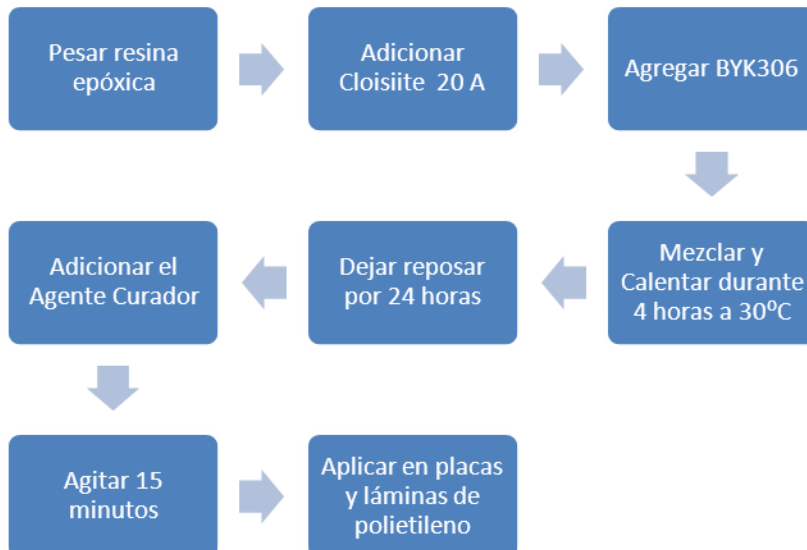 Pesar resina
epóxica
Adicionar
Cloisiite 20 A
Agregar BYK306
Mezclar y
Calentar durante
4 horas a 30⁰C
Dejar reposar
por 24 horas
Adicionar el
Agente Curador
Agitar 15
minutos
Aplicar en placas
y láminas de
polietileno